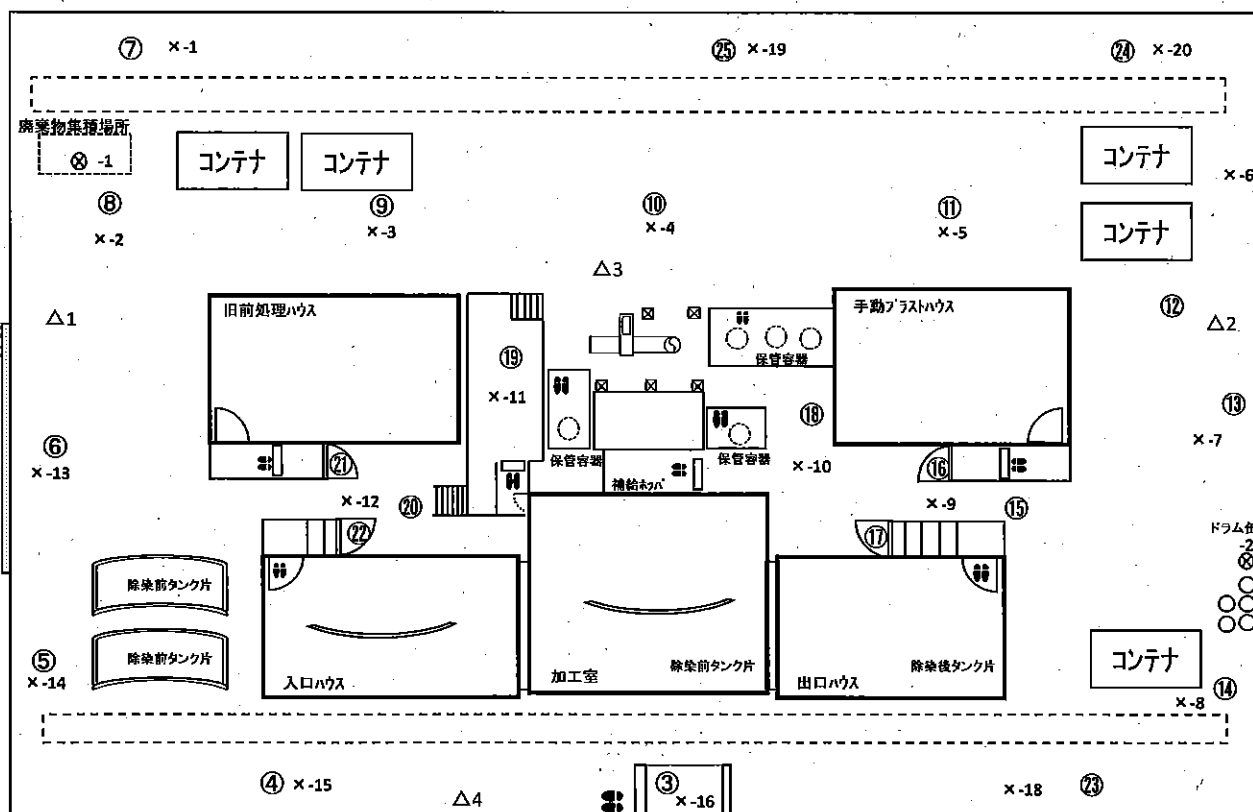 ⑦ ×-1 ㉕ ×-19 ㉔ ×-20
廃棄物集積場所
⊗ -1
コンテナ コンテナ
コンテナ
×-6
⑧ ⑨ ⑩ ⑪
×-2 ×-3 ×-4 ×-5
コンテナ
△3
旧前処理ハウス
手動ブラストハウス
⑫
△1
△2
⑲
保管容器
×-11
⑱
⑬
⑥
×-13
×-7
㉑
保管容器
保管容器
×-10
⑯
補給ホッパ
×-12 ⑳
×-9 ⑮
㉒
⑰
ドラム缶
-2
⊗
除染前タンク片
除染前タンク片
⑤
×-14
入口ハウス
加工室
除染前タンク片
出口ハウス
除染後タンク片
コンテナ
⑭
×-8
④ ×-15
△4
③
×-16
×-18 ㉓